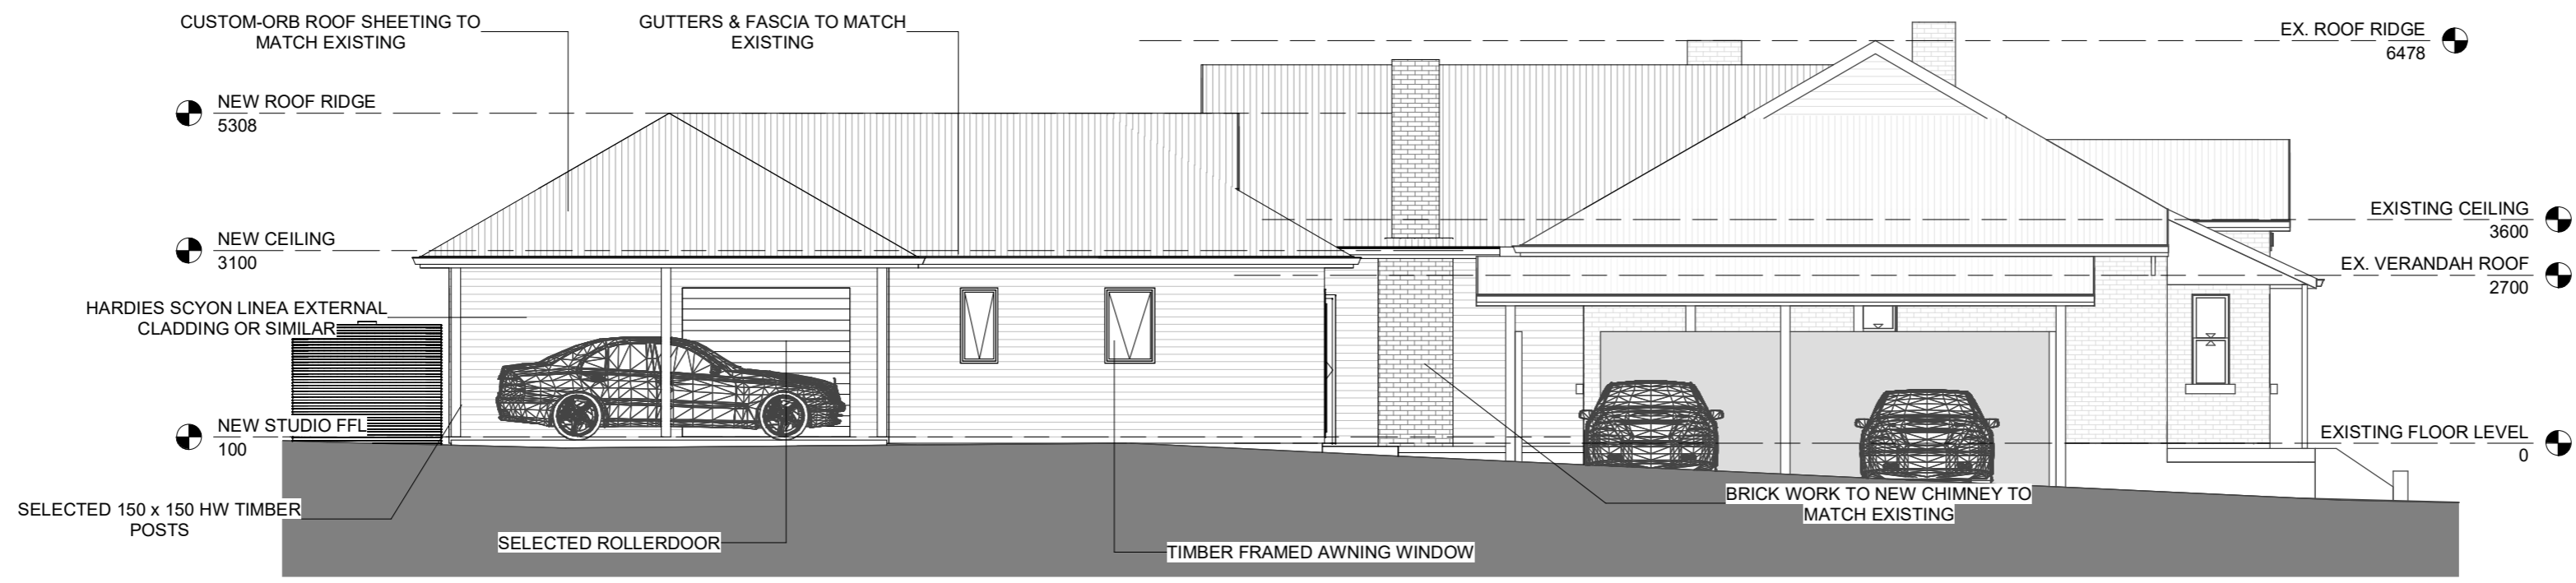 CUSTOM-ORB ROOF SHEETING TO
MATCH EXISTING
GUTTERS & FASCIA TO MATCH
EXISTING
EX. ROOF RIDGE
6478
NEW ROOF RIDGE
5308
EXISTING CEILING
3600
NEW CEILING
3100
EX. VERANDAH ROOF
2700
HARDIES SCYON LINEA EXTERNAL
CLADDING OR SIMILAR
NEW STUDIO FFL
100
EXISTING FLOOR LEVEL
0
SELECTED 150 x 150 HW TIMBER
POSTS
BRICK WORK TO NEW CHIMNEY TO
MATCH EXISTING
SELECTED ROLLERDOOR
TIMBER FRAMED AWNING WINDOW